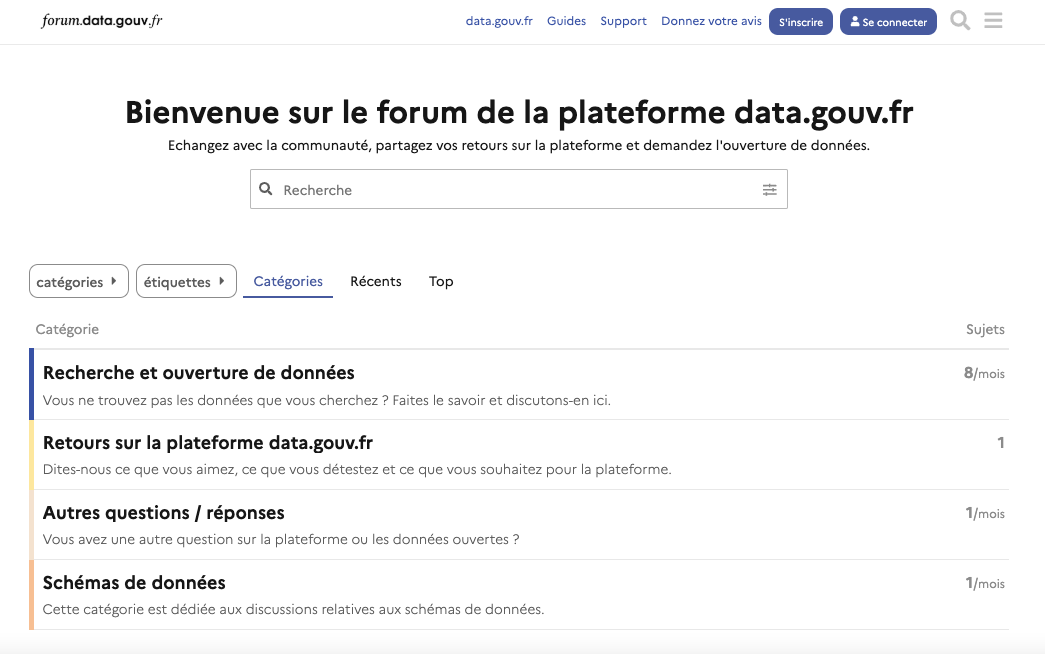 forum.data.gouv.fr
data.gouv.fr Guides Support Donnez votre avis S'inscrire Se connecter
Bienvenue sur le forum de la plateforme data.gouv.fr
Echangez avec la communauté, partagez vos retours sur la plateforme et demandez l'ouverture de données.
Recherche
catégories étiquettes Catégories Récents Top
Catégorie Sujets
Recherche et ouverture de données 8/mois
Vous ne trouvez pas les données que vous cherchez ? Faites le savoir et discutons-en ici.
Retours sur la plateforme data.gouv.fr 1
Dites-nous ce que vous aimez, ce que vous détestez et ce que vous souhaitez pour la plateforme.
Autres questions / réponses 1/mois
Vous avez une autre question sur la plateforme ou les données ouvertes ?
Schémas de données 1/mois
Cette catégorie est dédiée aux discussions relatives aux schémas de données.